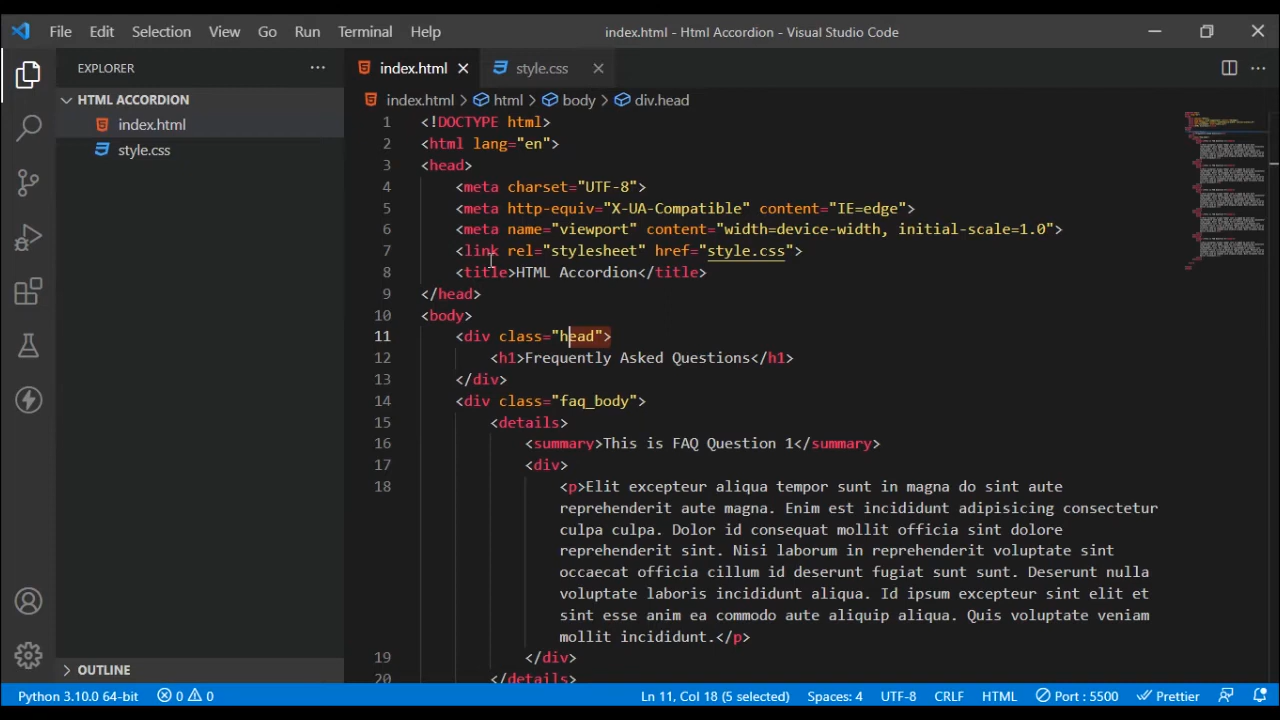 File Edit Selection View Go Run Terminal Help index.html - Html Accordion - Visual Studio Code
EXPLORER
HTML ACCORDION
index.html
style.css
OUTLINE
index.html style.css
index.html > html > body > div.head
1 <!DOCTYPE html>
2 <html lang="en">
3 <head>
4 <meta charset="UTF-8">
5 <meta http-equiv="X-UA-Compatible" content="IE=edge">
6 <meta name="viewport" content="width=device-width, initial-scale=1.0">
7 <link rel="stylesheet" href="style.css">
8 <title>HTML Accordion</title>
9 </head>
10 <body>
11 <div class="head">
12 <h1>Frequently Asked Questions</h1>
13 </div>
14 <div class="faq_body">
15 <details>
16 <summary>This is FAQ Question 1</summary>
17 <div>
18 <p>Elit excepteur aliqua tempor sunt in magna do sint aute
reprehenderit aute magna. Enim est incididunt adipisicing consectetur
culpa culpa. Dolor id consequat mollit officia sint dolore
reprehenderit sint. Nisi laborum in reprehenderit voluptate sint
occaecat officia cillum id deserunt fugiat sunt sunt. Deserunt nulla
voluptate laboris incididunt aliqua. Id ipsum excepteur sint elit et
sint esse anim ea commodo aute aliquip aliqua. Quis voluptate veniam
mollit incididunt.</p>
19 </div>
20 </details>
Python 3.10.0 64-bit 0 0 Ln 11, Col 18 (5 selected) Spaces: 4 UTF-8 CRLF HTML Port : 5500 Prettier